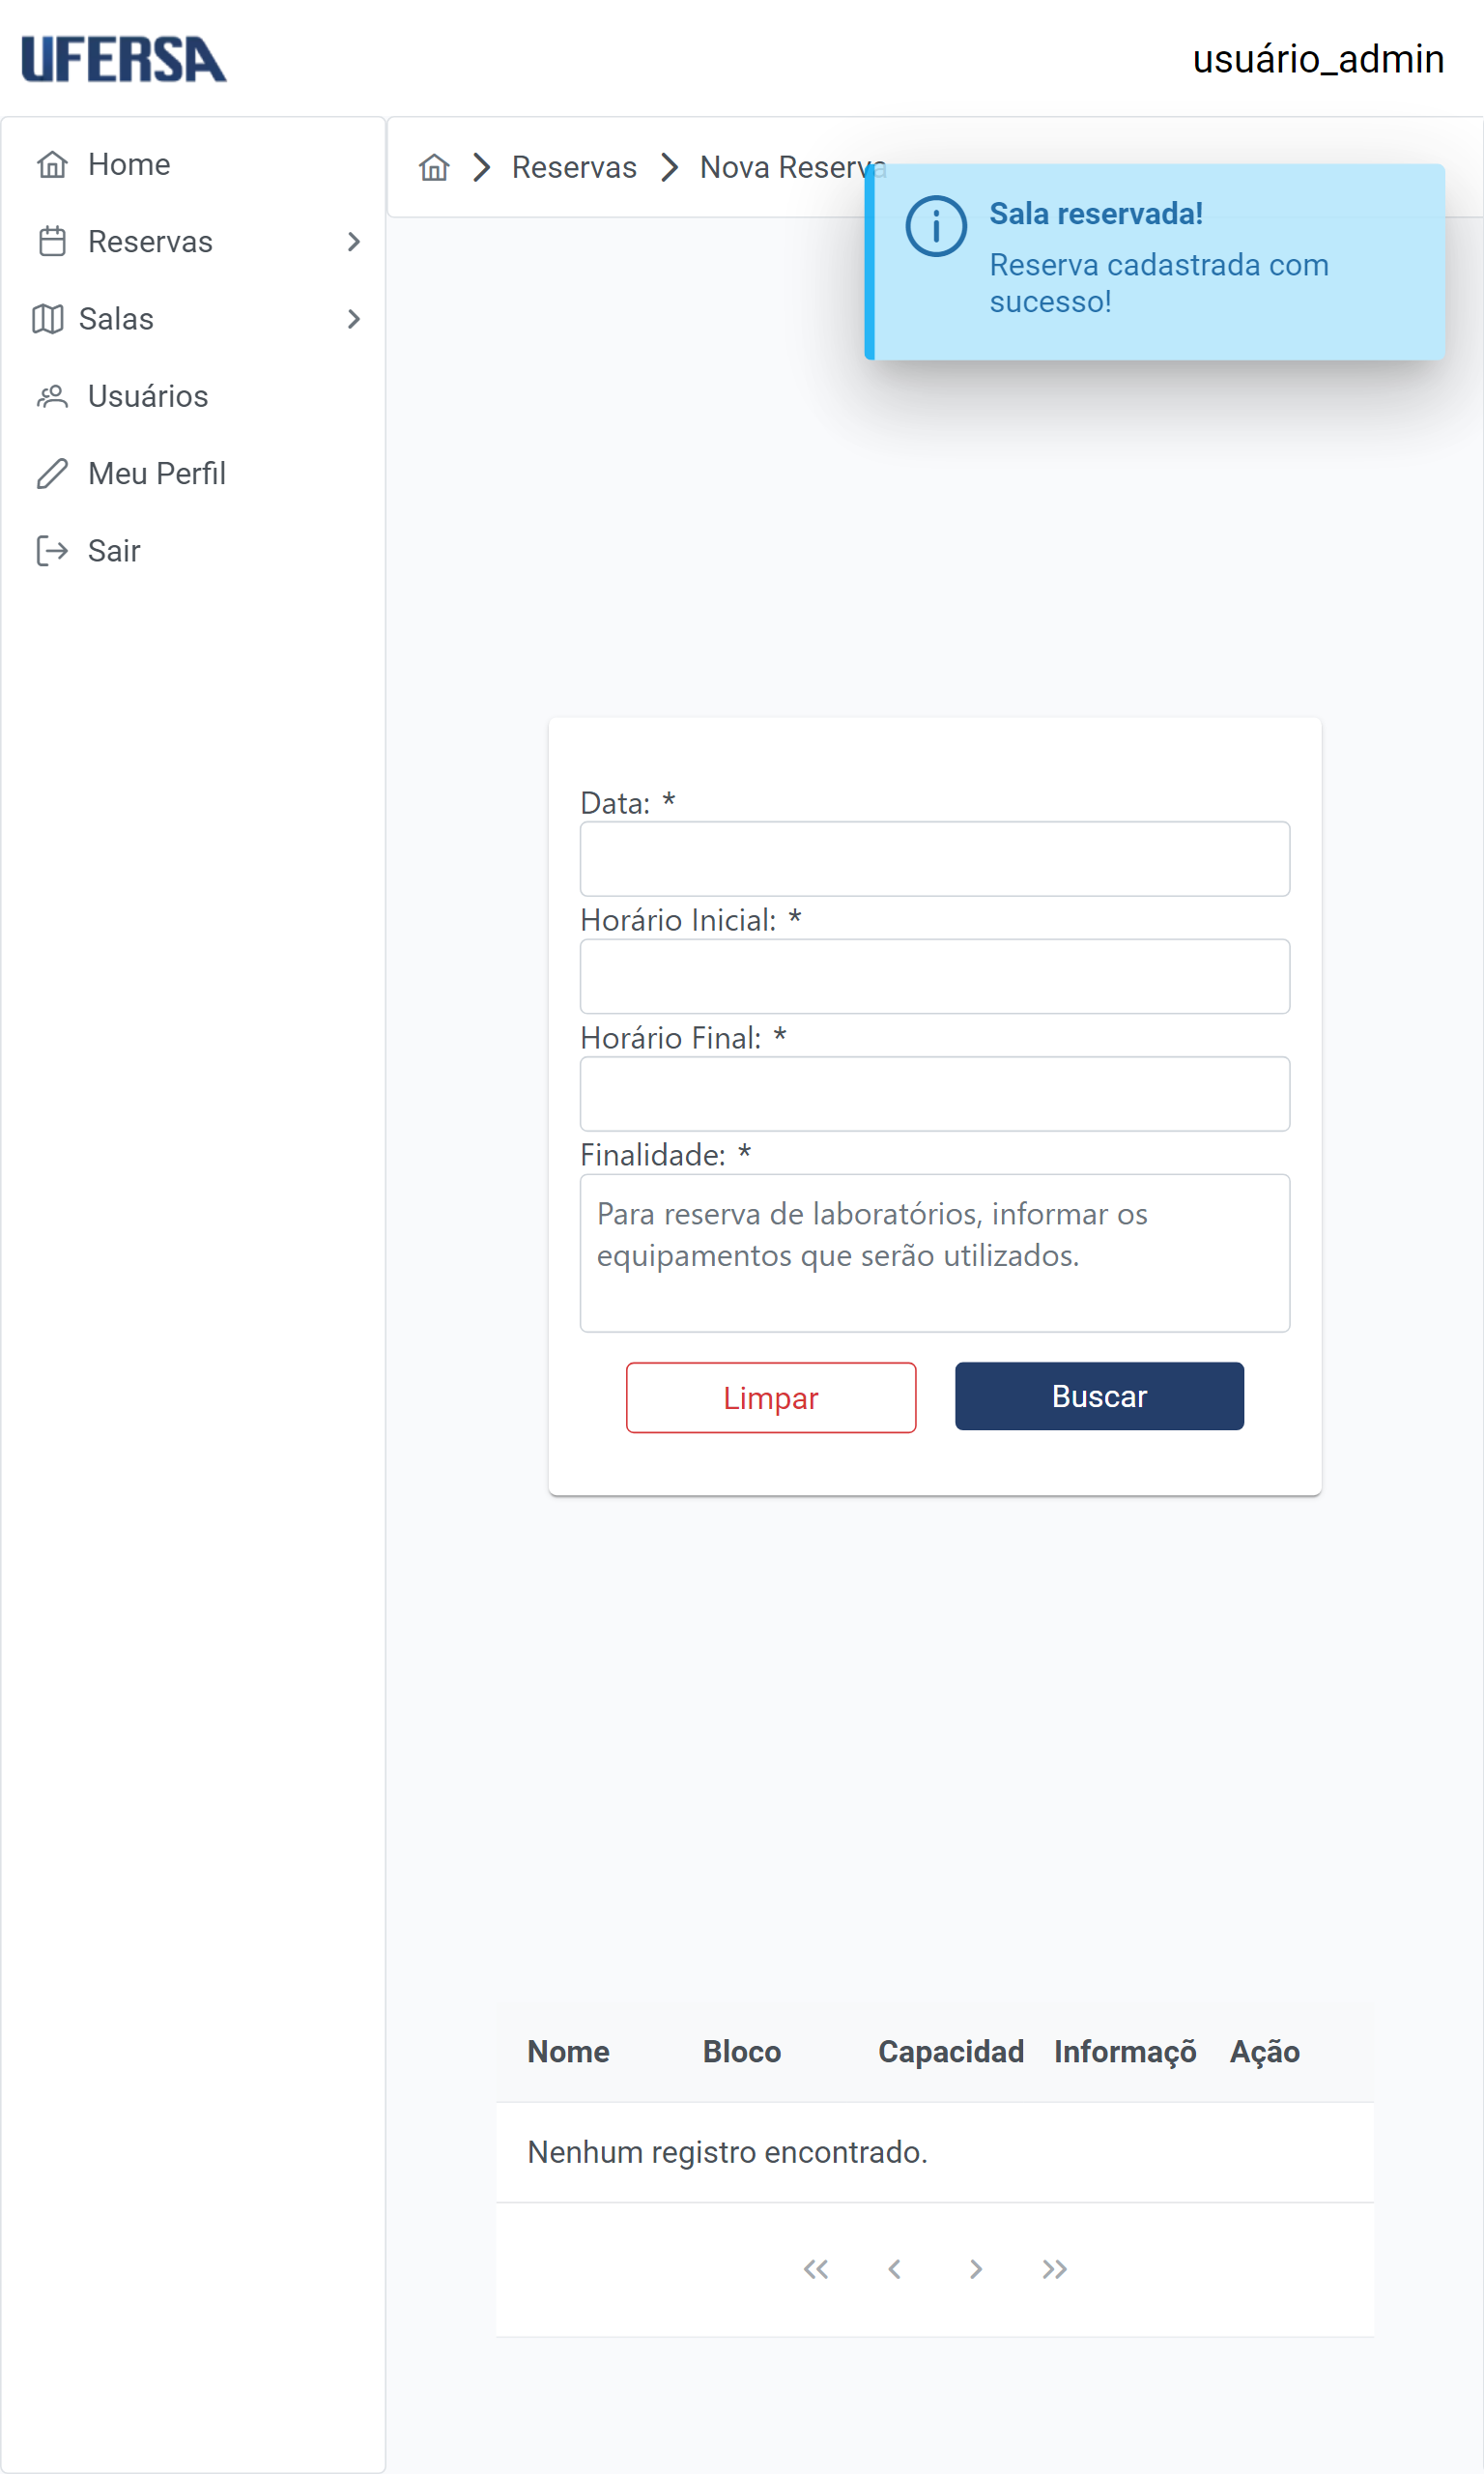 UFERSA
usuário_admin
Home
Reservas
Salas
Usuários
Meu Perfil
Sair
Reservas
Nova Reserva
Sala reservada!
Reserva cadastrada com
sucesso!
Data: *
Horário Inicial: *
Horário Final: *
Finalidade: *
Para reserva de laboratórios, informar os
equipamentos que serão utilizados.
Limpar
Buscar
Nome Bloco Capacidad Informaçõ Ação
Nenhum registro encontrado.